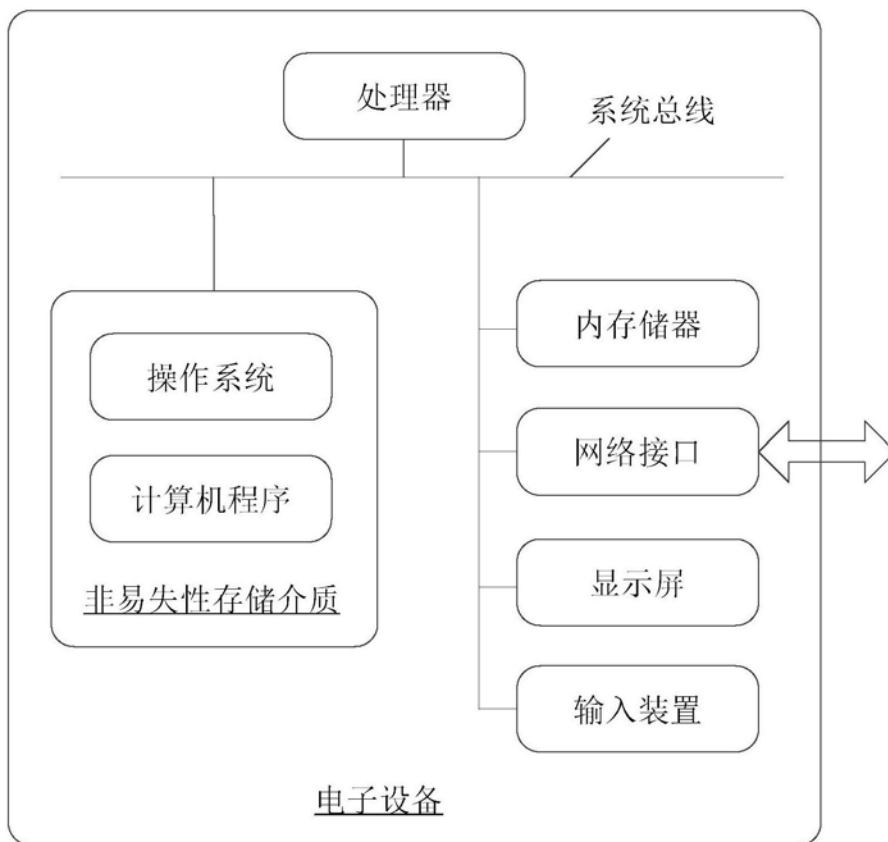 处理器
系统总线
内存储器
操作系统
网络接口
计算机程序
显示屏
非易失性存储介质
输入装置
电子设备